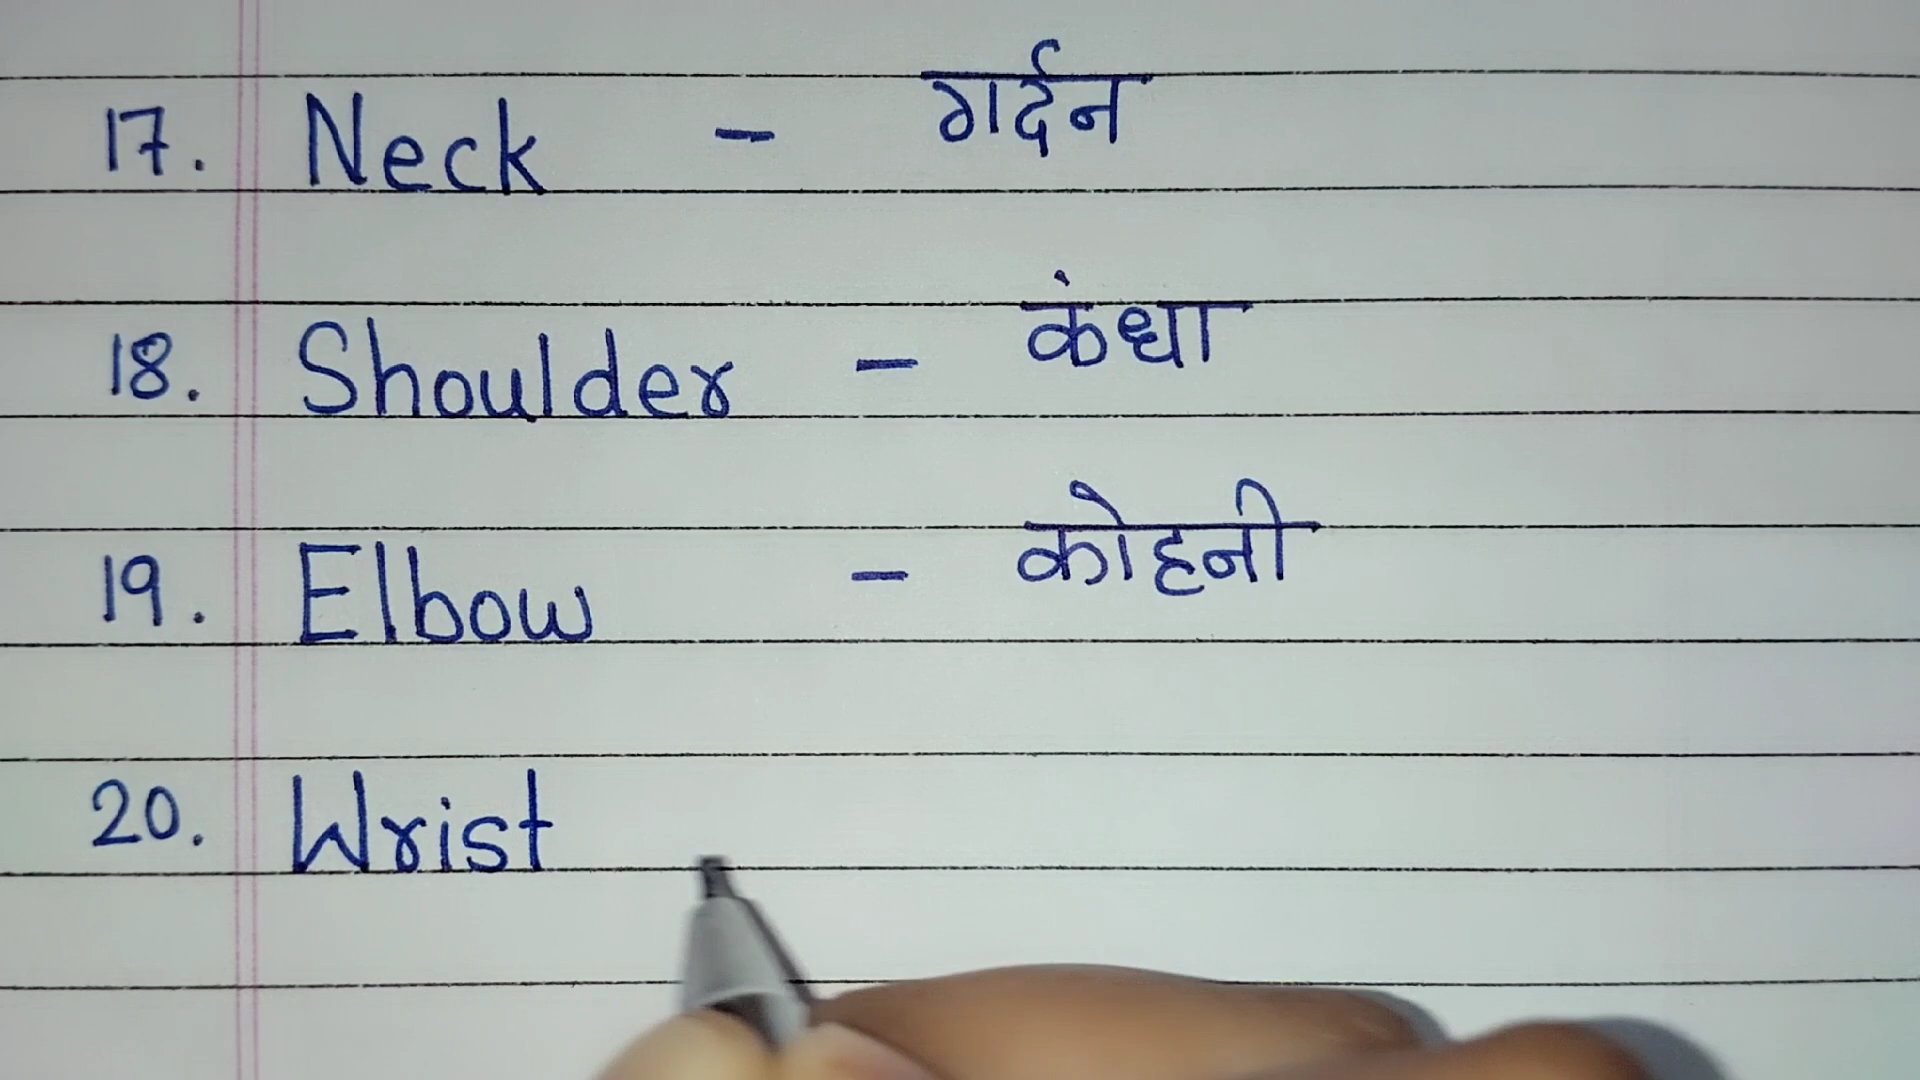 17. Neck - गर्दन
18. Shoulder - कंधा
19. Elbow - कोहनी
20. Wrist